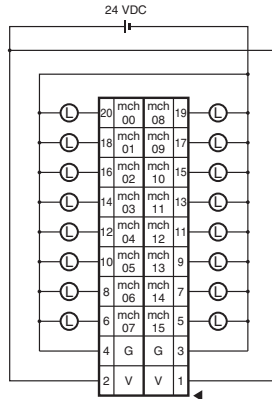 24 VDC
L 20 mch 00 mch 08 19 L
L 18 mch 01 mch 09 17 L
L 16 mch 02 mch 10 15 L
L 14 mch 03 mch 11 13 L
L 12 mch 04 mch 12 11 L
L 10 mch 05 mch 13 9 L
L 8 mch 06 mch 14 7 L
L 6 mch 07 mch 15 5 L
4 G G 3
2 V V 1